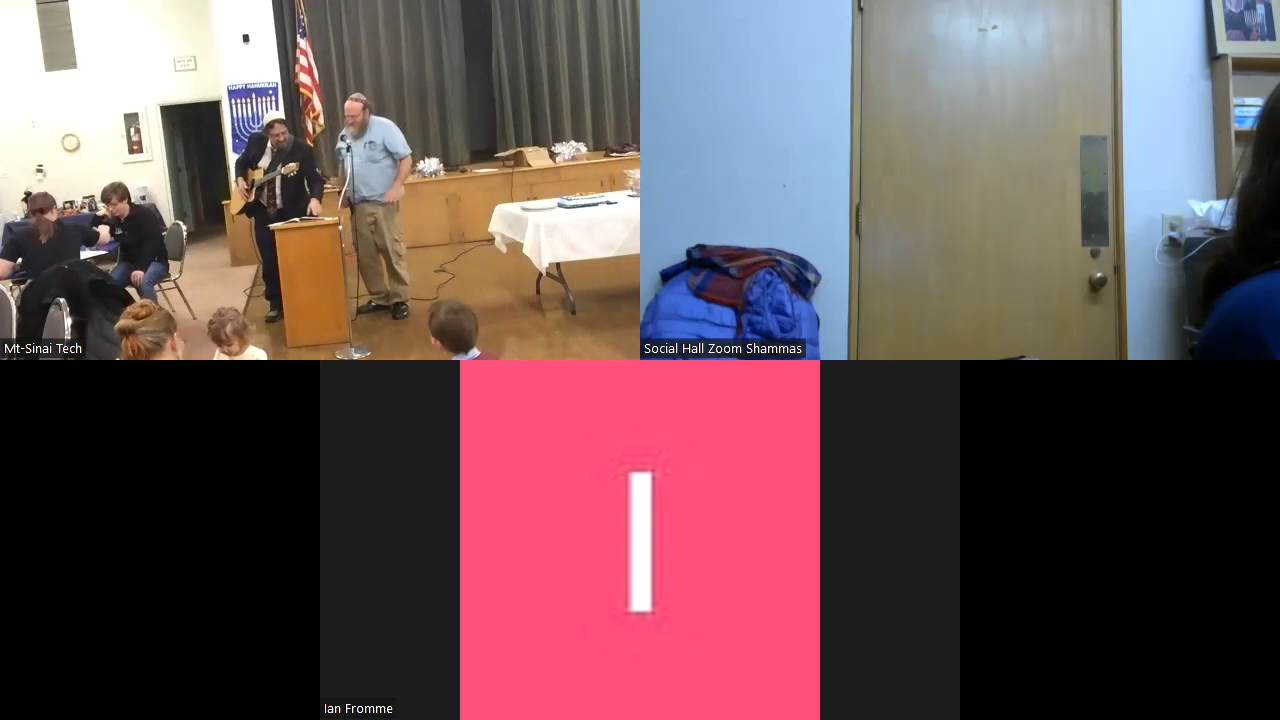 HAPPY HANUKKAH
Mt-Sinai Tech
Social Hall Zoom Shammas
I
Ian Fromme